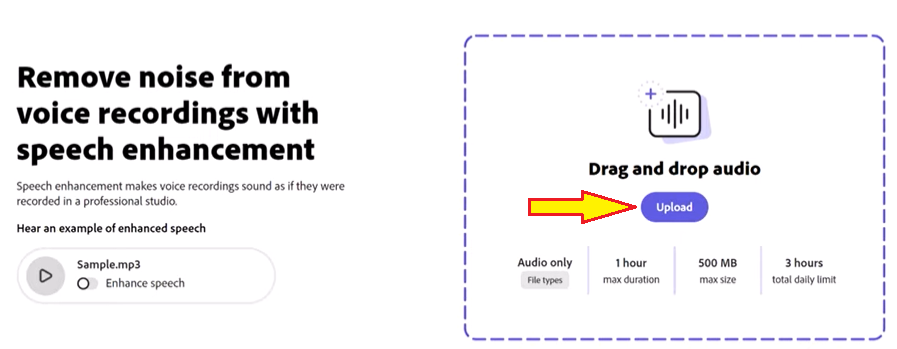 Remove noise from
voice recordings with
speech enhancement
Speech enhancement makes voice recordings sound as if they were
recorded in a professional studio.
Hear an example of enhanced speech
Sample.mp3
Enhance speech
Drag and drop audio
Upload
Audio only
File types
1 hour
max duration
500 MB
max size
3 hours
total daily limit